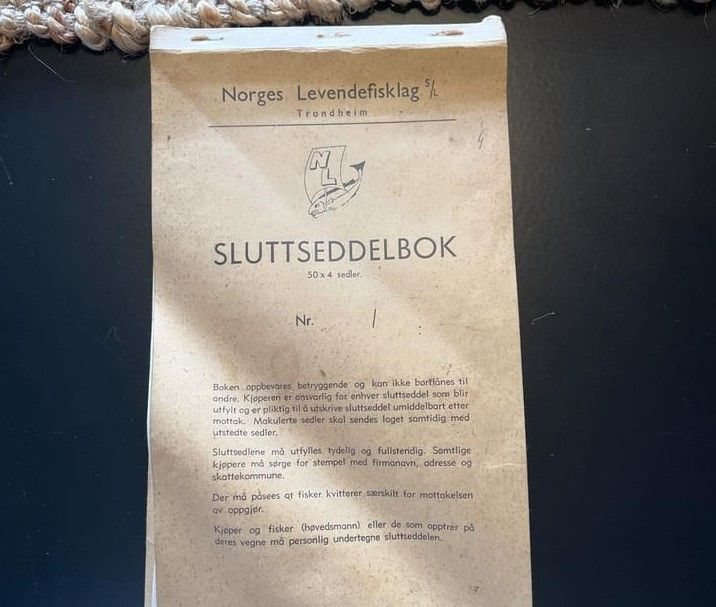 Norges Levendefisklag S/L
Trondheim
NL
SLUTTSEDDELBOK
50 x 4 sedler.
Nr. 1
Boken oppbevares betryggende og kan ikke bortlånes til
andre. Kjøperen er ansvarlig for enhver sluttseddel som blir
utfylt og er pliktig til å utskrive sluttseddel umiddelbart etter
mottak. Makulerte sedler skal sendes laget samtidig med
utstedte sedler.
Sluttsedlene må utfylles tydelig og fullstendig. Samtlige
kjøpere må sørge for stempel med firmanavn, adresse og
skattekommune.
Der må påsees at fisker kvitterer særskilt for mottakelsen
av oppgjør.
Kjøper og fisker (høvedsmann) eller de som opptrer på
deres vegne må personlig undertegne sluttseddelen.